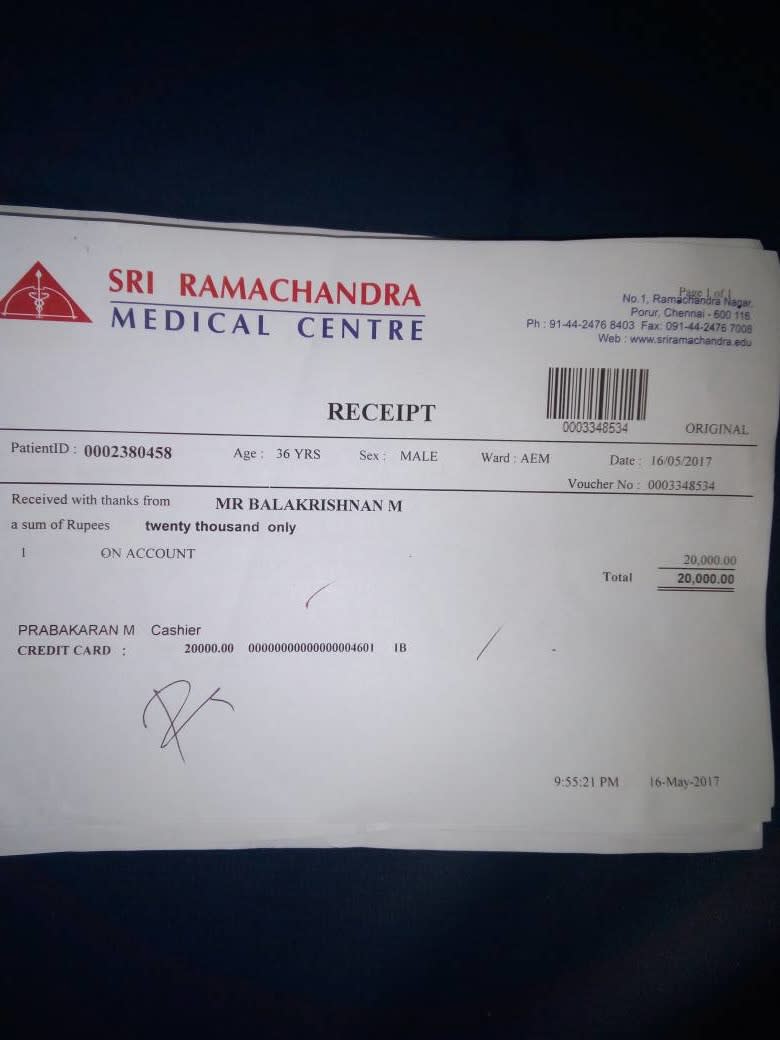 SRI RAMACHANDRA
MEDICAL CENTRE
Page 1 of 1
No.1, Ramachandra Nagar,
Porur, Chennai - 600 116.
Ph : 91-44-2476 8403 Fax: 091-44-2476 7008
Web : www.sriramachandra.edu
RECEIPT
0003348534
ORIGINAL
PatientID : 0002380458 Age : 36 YRS Sex : MALE Ward : AEM Date : 16/05/2017
Voucher No : 0003348534
Received with thanks from MR BALAKRISHNAN M
a sum of Rupees twenty thousand only
1 ON ACCOUNT 20,000.00
Total 20,000.00
PRABAKARAN M Cashier
CREDIT CARD : 20000.00 00000000000000004601 IB
9:55:21 PM 16-May-2017